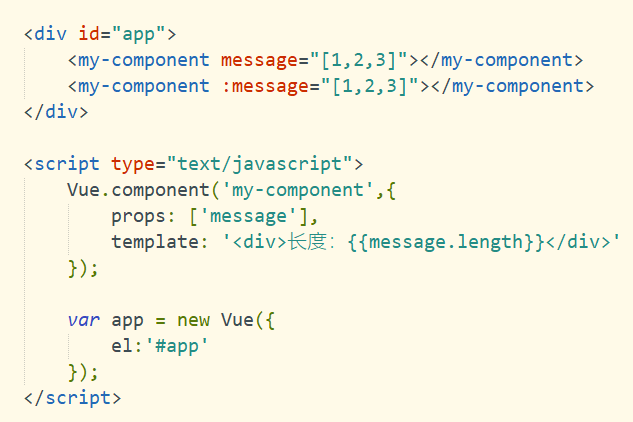 <div id="app">
    <my-component message="[1,2,3]"></my-component>
    <my-component :message="[1,2,3]"></my-component>
</div>

<script type="text/javascript">
    Vue.component('my-component',{
        props: ['message'],
        template: '<div>长度：{{message.length}}</div>'
    });

    var app = new Vue({
        el:'#app'
    });
</script>